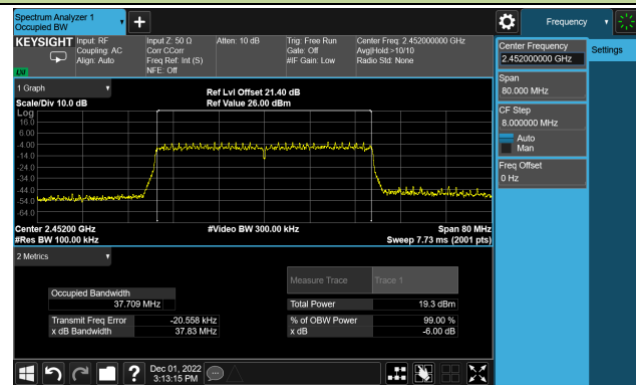 Spectrum Analyzer 1
Occupied BW
Frequency
KEYSIGHT
Input: RF
Coupling: AC
Align: Auto
Input Z: 50 Ω
Corr CCorr
Freq Ref: Int (S)
NFE: Off
Atten: 10 dB
Trig: Free Run
Gate: Off
#IF Gain: Low
Center Freq: 2.452000000 GHz
Avg|Hold:>10/10
Radio Std: None
LXI
Center Frequency
2.452000000 GHz
Settings
Span
80.000 MHz
CF Step
8.000000 MHz
Auto
Man
Freq Offset
0 Hz
1 Graph
Scale/Div 10.0 dB
Ref Lvl Offset 21.40 dB
Ref Value 26.00 dBm
Log
16.0
6.00
-4.00
-14.0
-24.0
-34.0
-44.0
-54.0
-64.0
Center 2.45200 GHz
#Res BW 100.00 kHz
#Video BW 300.00 kHz
Span 80 MHz
Sweep 7.73 ms (2001 pts)
2 Metrics
Measure Trace
Trace 1
Occupied Bandwidth
37.709 MHz
Total Power
19.3 dBm
Transmit Freq Error
-20.558 kHz
% of OBW Power
99.00 %
x dB Bandwidth
37.83 MHz
x dB
-6.00 dB
?
Dec 01, 2022
3:13:15 PM